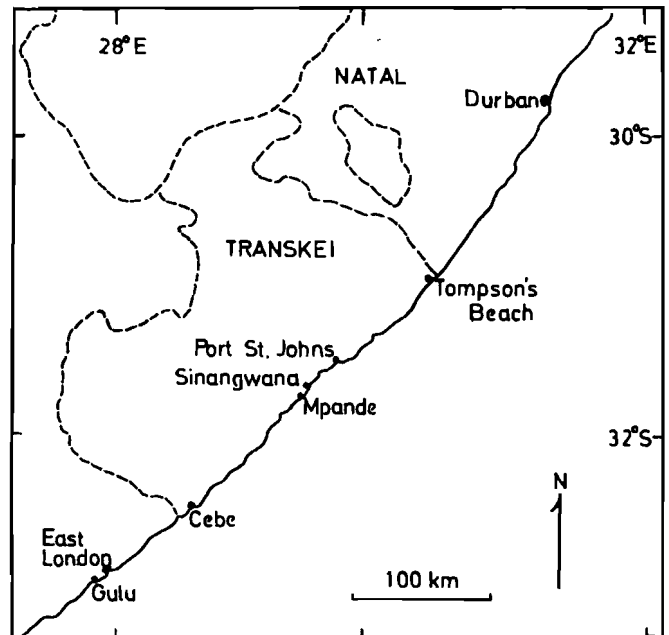 28°E
32°E
NATAL
Durban
30°S
TRANSKEI
Tompson's
Beach
Port St. Johns
Sinangwana
Mpande
32°S
N
Cebe
East
London
Gulu
100 km